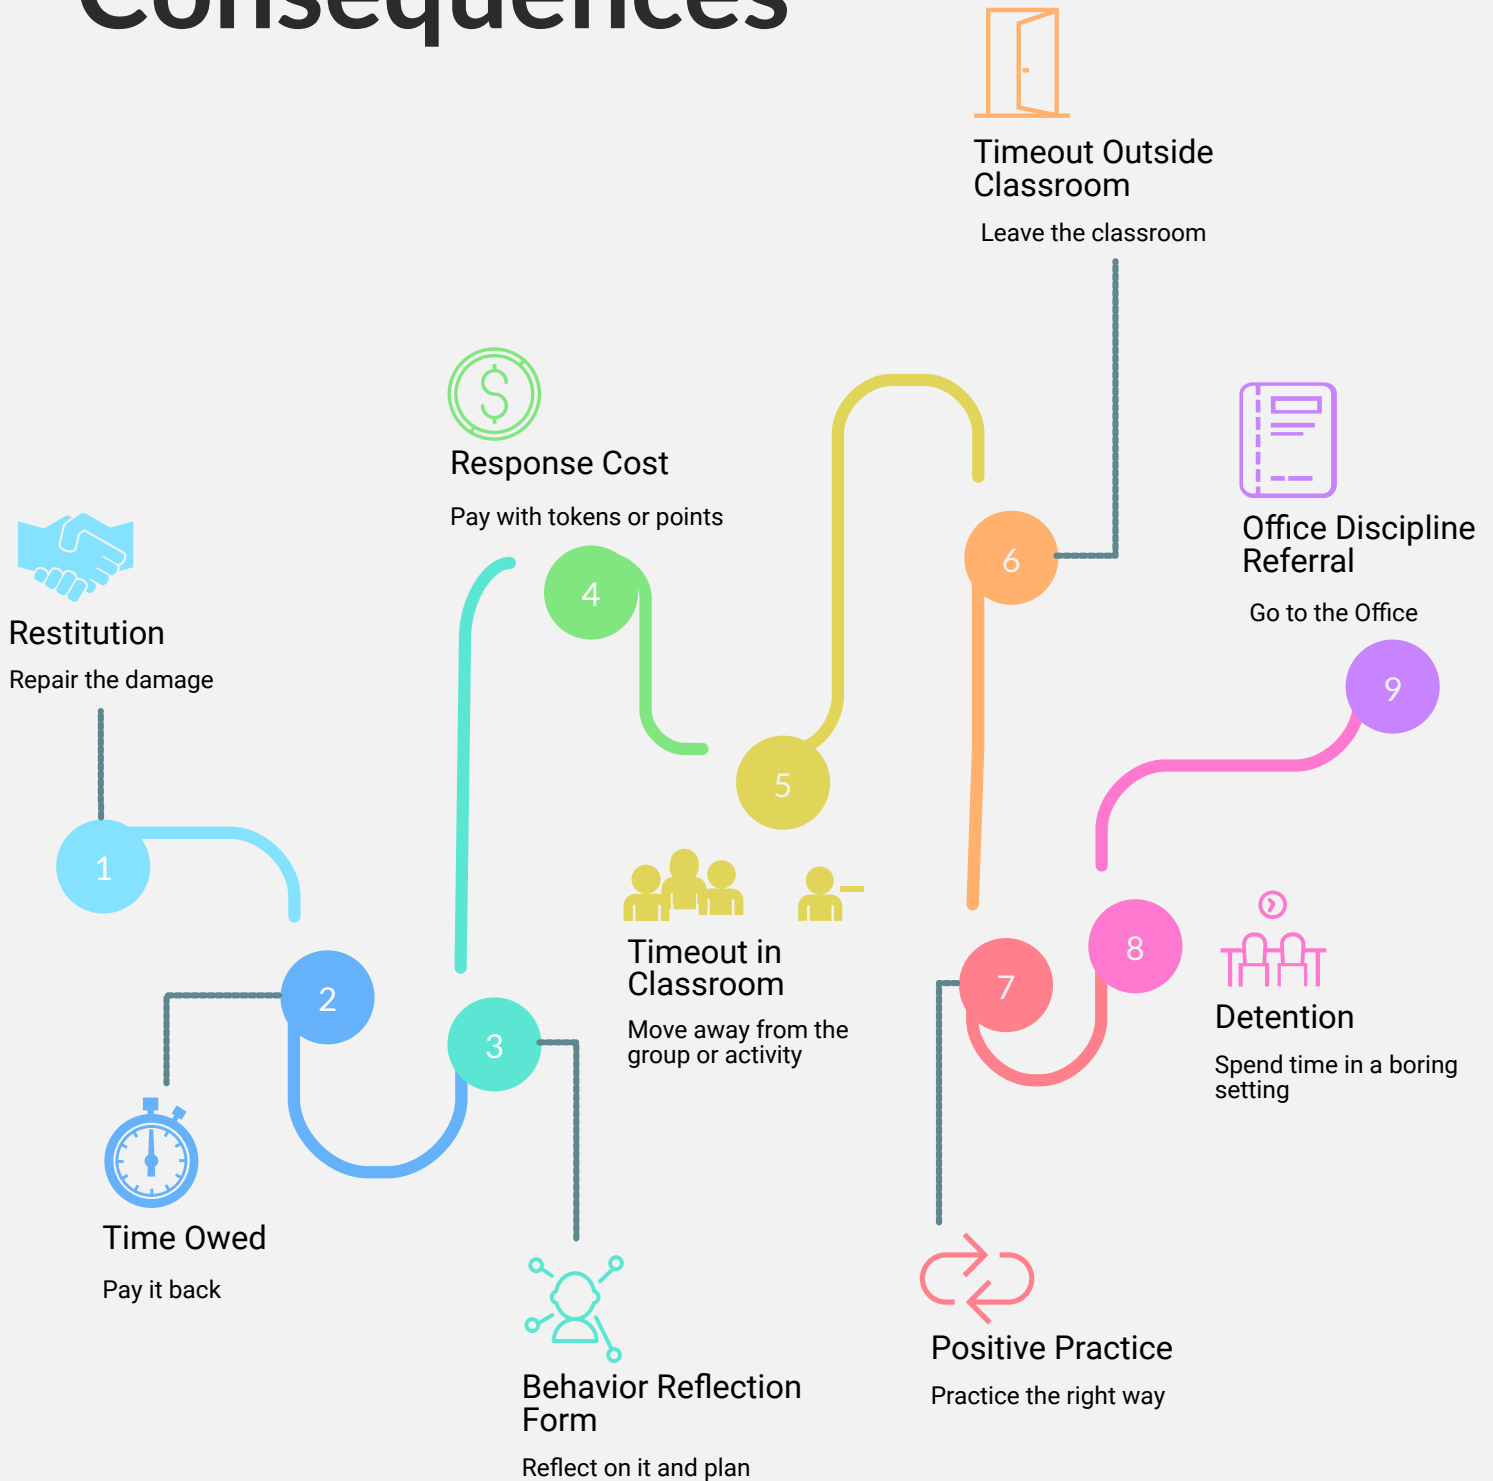 Consequences
1
Restitution
Repair the damage
2
Time Owed
Pay it back
3
Behavior Reflection
Form
Reflect on it and plan
4
Response Cost
Pay with tokens or points
5
Timeout in
Classroom
Move away from the
group or activity
6
Timeout Outside
Classroom
Leave the classroom
7
Positive Practice
Practice the right way
8
Detention
Spend time in a boring
setting
9
Office Discipline
Referral
Go to the Office